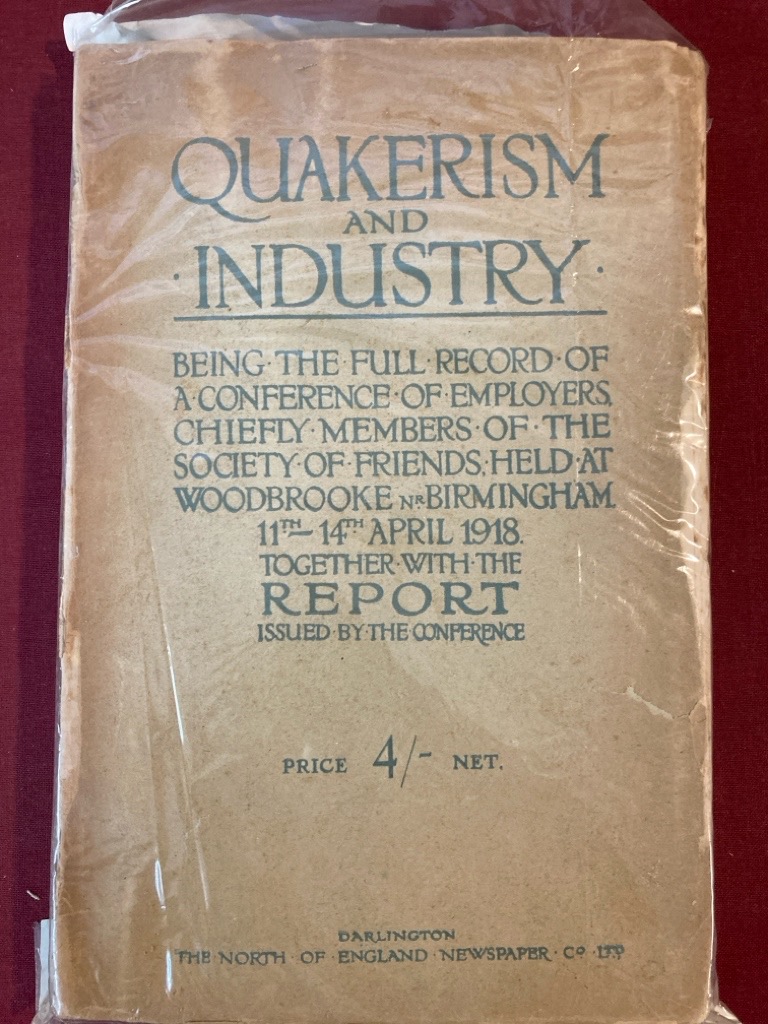 QUAKERISM
AND
·INDUSTRY·
BEING·THE·FULL·RECORD·OF
A·CONFERENCE·OF·EMPLOYERS,
CHIEFLY·MEMBERS·OF·THE
SOCIETY·OF·FRIENDS, HELD·AT
WOODBROOKE NR BIRMINGHAM.
11TH–14TH APRIL 1918.
TOGETHER·WITH·THE
REPORT
ISSUED·BY·THE CONFERENCE
PRICE 4/- NET.
DARLINGTON
THE·NORTH·OF·ENGLAND·NEWSPAPER·CO·LTD